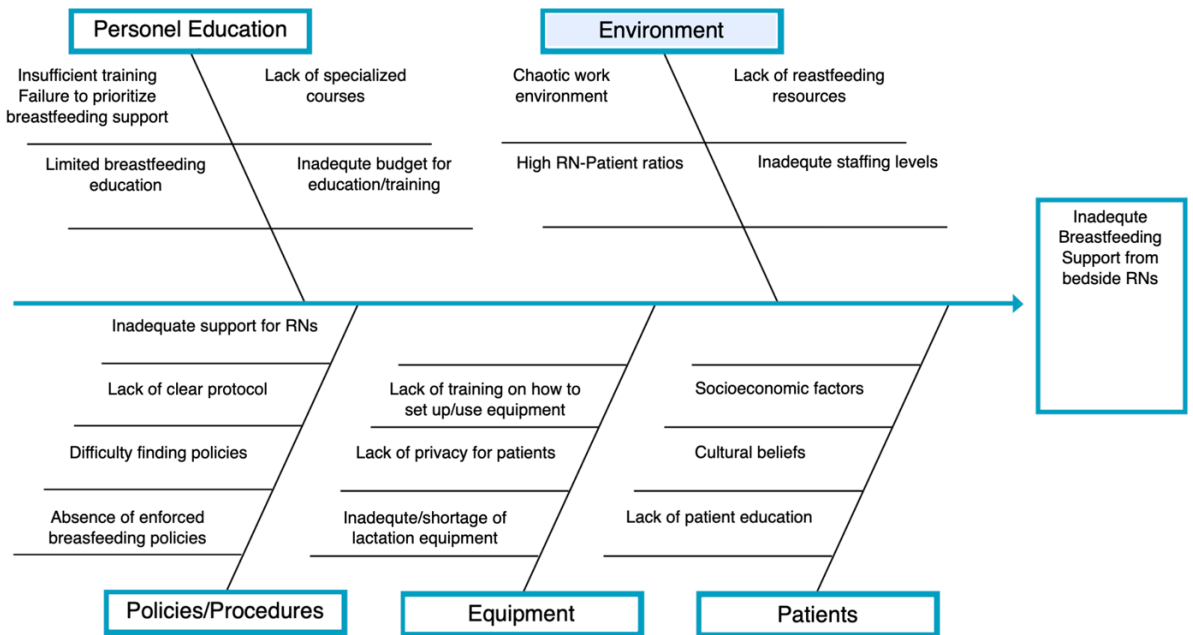 Personel Education
Environment
Insufficient training
Failure to prioritize
breastfeeding support
Lack of specialized
courses
Chaotic work
environment
Lack of reastfeeding
resources
Limited breastfeeding
education
Inadequte budget for
education/training
High RN-Patient ratios
Inadequte staffing levels
Inadequte
Breastfeeding
Support from
bedside RNs
Inadequate support for RNs
Lack of clear protocol
Difficulty finding policies
Absence of enforced
breasfeeding policies
Lack of training on how to
set up/use equipment
Lack of privacy for patients
Inadequte/shortage of
lactation equipment
Socioeconomic factors
Cultural beliefs
Lack of patient education
Policies/Procedures
Equipment
Patients